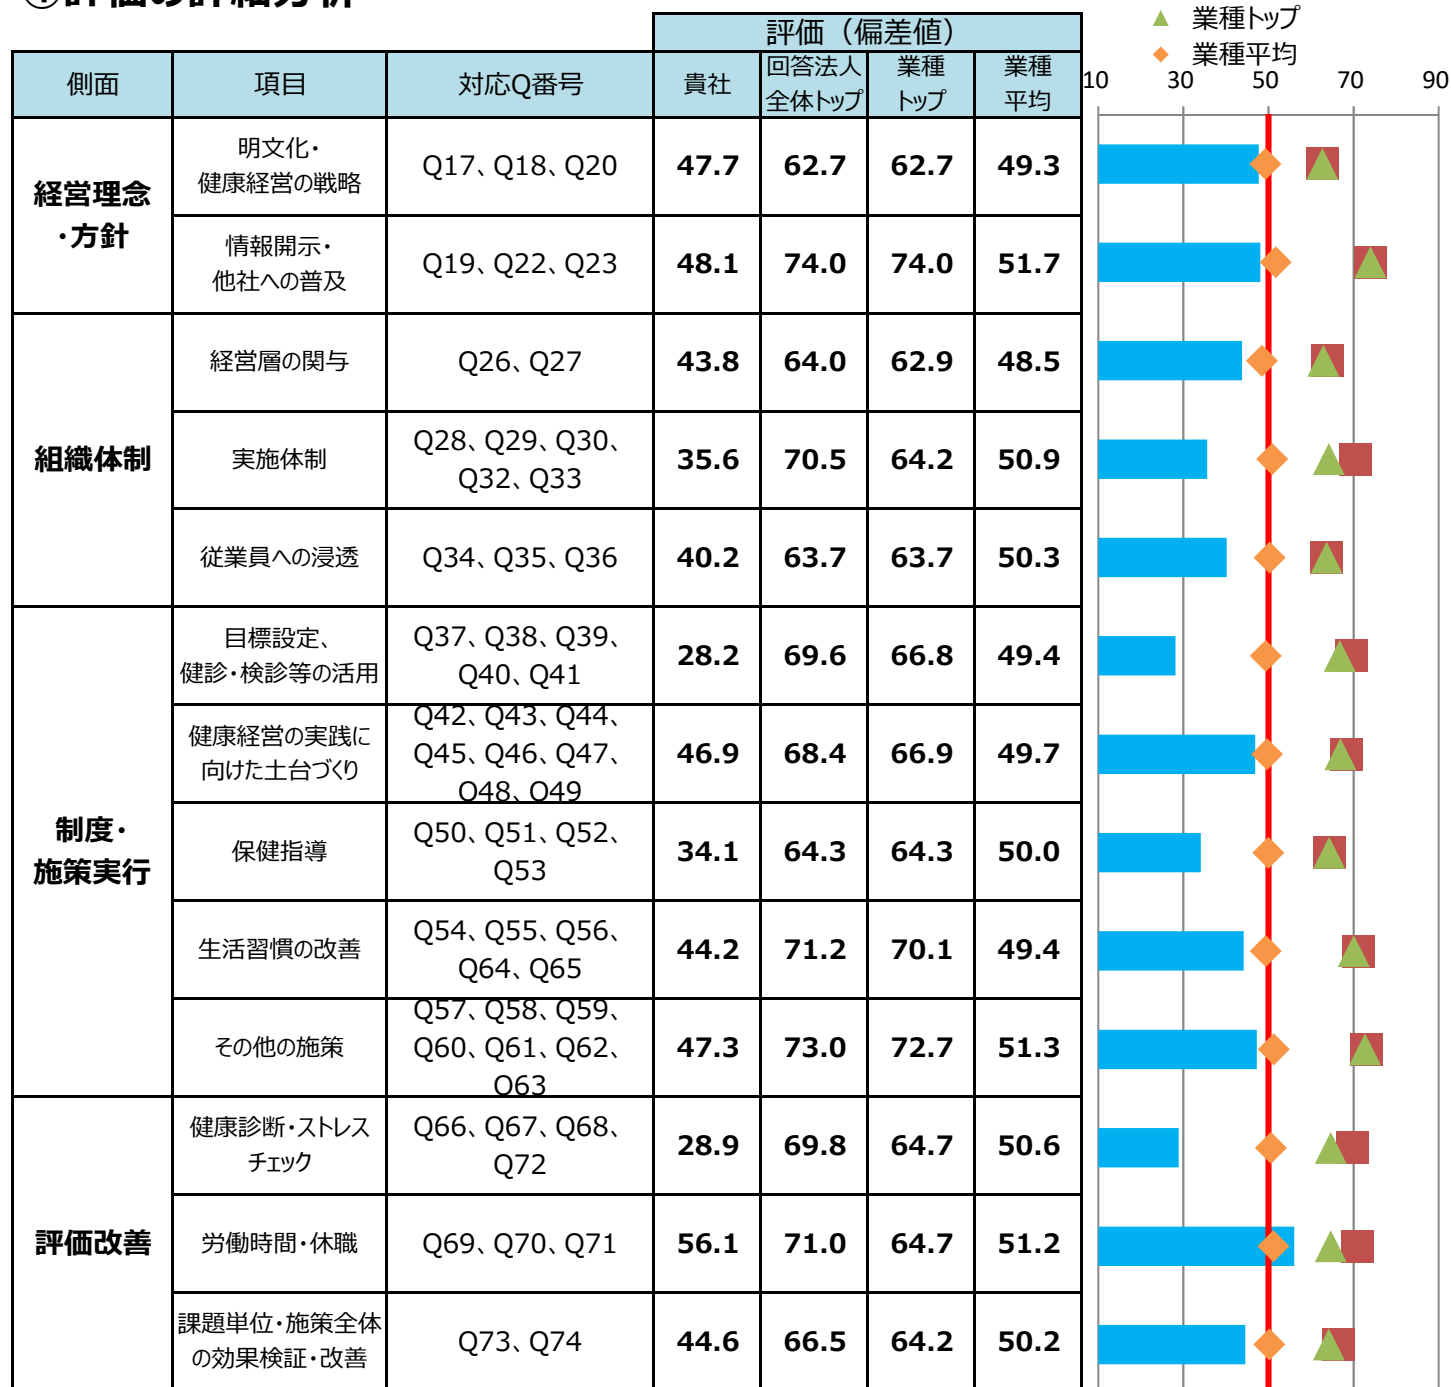 ①評価の詳細分析
業種トップ
業種平均
評価（偏差値）
側面 項目 対応Q番号 貴社 回答法人 業種 業種
全体トップ トップ 平均
10 30 50 70 90
経営理念
・方針
明文化・
健康経営の戦略
Q17、Q18、Q20
47.7 62.7 62.7 49.3
情報開示・
他社への普及
Q19、Q22、Q23
48.1 74.0 74.0 51.7
組織体制
経営層の関与
Q26、Q27
43.8 64.0 62.9 48.5
実施体制
Q28、Q29、Q30、
Q32、Q33
35.6 70.5 64.2 50.9
従業員への浸透
Q34、Q35、Q36
40.2 63.7 63.7 50.3
制度・
施策実行
目標設定、
健診・検診等の活用
Q37、Q38、Q39、
Q40、Q41
28.2 69.6 66.8 49.4
健康経営の実践に
向けた土台づくり
Q42、Q43、Q44、
Q45、Q46、Q47、
Q48、Q49
46.9 68.4 66.9 49.7
保健指導
Q50、Q51、Q52、
Q53
34.1 64.3 64.3 50.0
生活習慣の改善
Q54、Q55、Q56、
Q64、Q65
44.2 71.2 70.1 49.4
その他の施策
Q57、Q58、Q59、
Q60、Q61、Q62、
Q63
47.3 73.0 72.7 51.3
評価改善
健康診断・ストレス
チェック
Q66、Q67、Q68、
Q72
28.9 69.8 64.7 50.6
労働時間・休職
Q69、Q70、Q71
56.1 71.0 64.7 51.2
課題単位・施策全体
の効果検証・改善
Q73、Q74
44.6 66.5 64.2 50.2